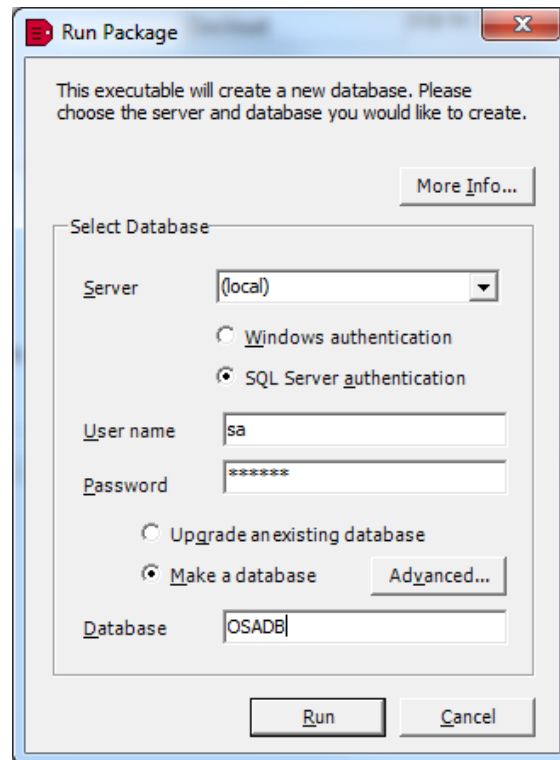 Run Package
This executable will create a new database. Please
choose the server and database you would like to create.
More Info...
Select Database
Server
(local)
Windows authentication
SQL Server authentication
User name
sa
Password
******
Upgrade an existing database
Make a database
Advanced...
Database
OSADB
Run
Cancel